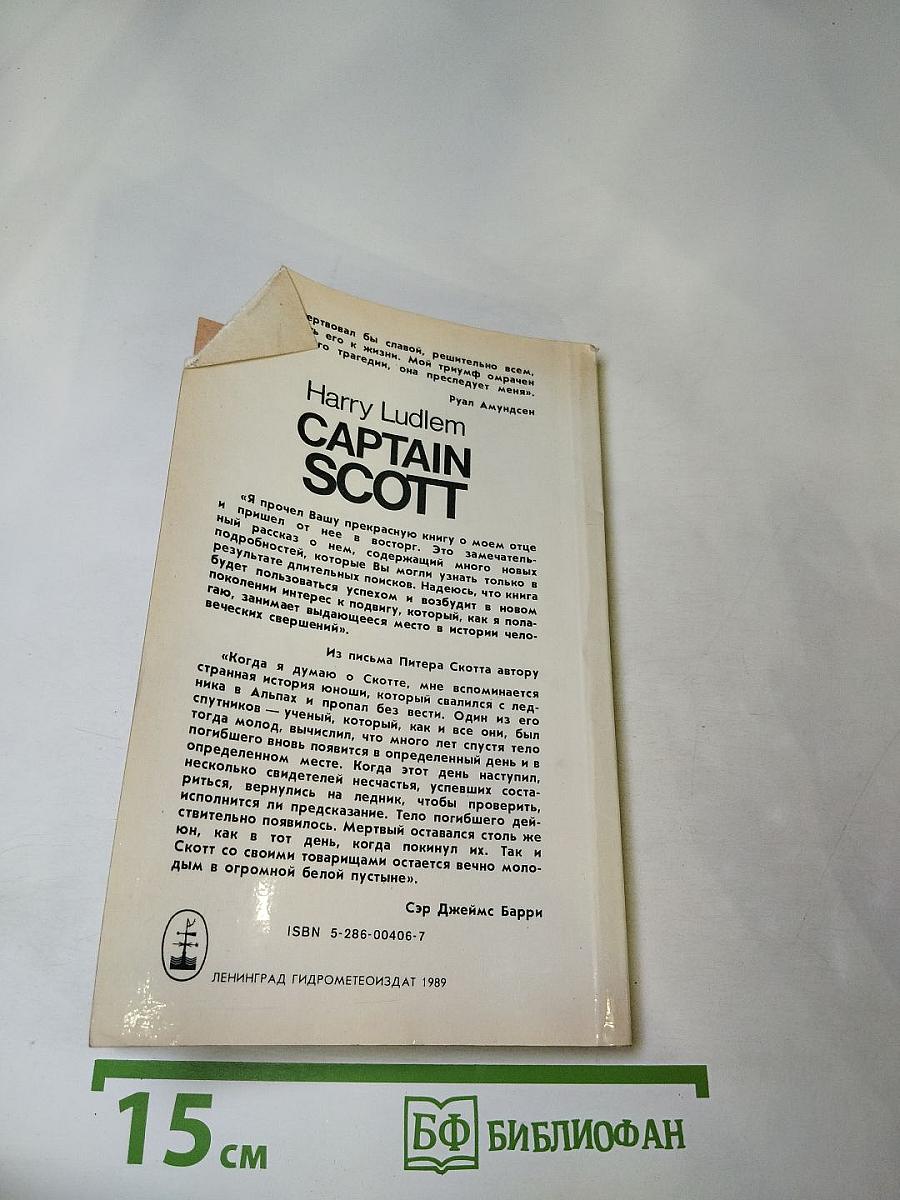 ертвовал бы славой, решительно всем,
его к жизни. Мой триумф омрачен
трагедии, она преследует меня».
Руал Амундсен
Harry Ludlem
CAPTAIN
SCOTT
«Я прочел Вашу прекрасную книгу о моем отце
и пришел от нее в восторг. Это замечатель-
ный рассказ о нем, содержащий много новых
подробностей, которые Вы могли узнать только в
результате длительных поисков. Надеюсь, что книга
будет пользоваться успехом и возбудит в новом
поколении интерес к подвигу, который, как я пола-
гаю, занимает выдающееся место в истории чело-
веческих свершений».
Из письма Питера Скотта автору
«Когда я думаю о Скотте, мне вспоминается
странная история юноши, который свалился с лед-
ника в Альпах и пропал без вести. Один из его
спутников — ученый, который, как и все они, был
тогда молод, вычислил, что много лет спустя тело
погибшего вновь появится в определенный день и в
определенном месте. Когда этот день наступил,
несколько свидетелей несчастья, успевших соста-
риться, вернулись на ледник, чтобы проверить,
исполнится ли предсказание. Тело погибшего дей-
ствительно появилось. Мертвый оставался столь же
юн, как в тот день, когда покинул их. Так и
Скотт со своими товарищами остается вечно моло-
дым в огромной белой пустыне».
Сэр Джеймс Барри
ISBN 5-286-00406-7
ЛЕНИНГРАД ГИДРОМЕТЕОИЗДАТ 1989
15 см
БФ БИБЛИОФАН